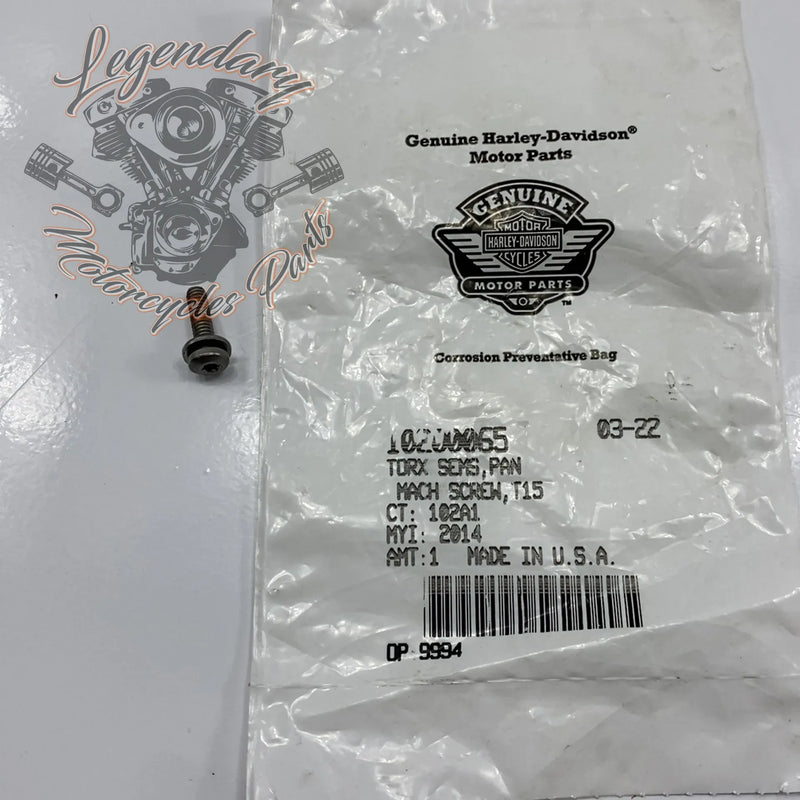 Legendary
Motorcycles Parts
Genuine Harley-Davidson®
Motor Parts
GENUINE
MOTOR
HARLEY-DAVIDSON
CYCLES
MOTOR PARTS
TM
Corrosion Preventative Bag
10200065
03-22
TORX SEMS,PAN
MACH SCREW,T15
CT: 102A1
MYI: 2014
AMT:1 MADE IN U.S.A.
OP 9994